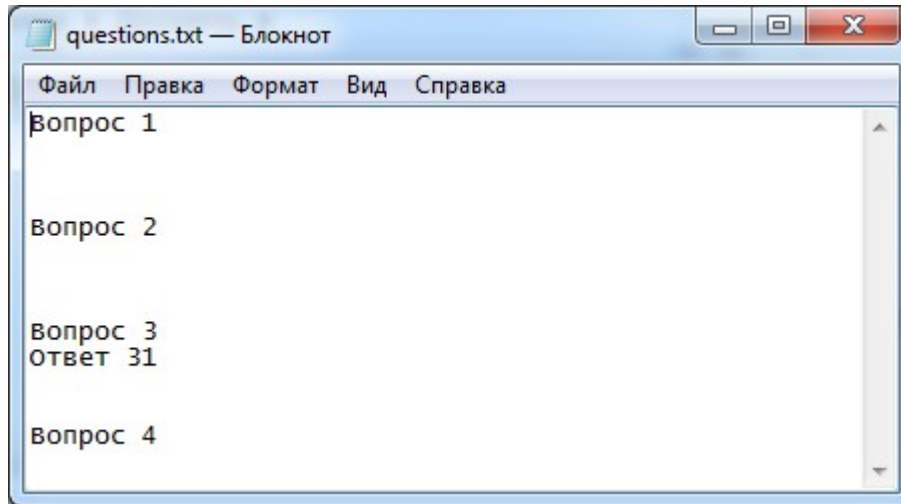 questions.txt — Блокнот
Файл Правка Формат Вид Справка
Вопрос 1
Вопрос 2
Вопрос 3
Ответ 31
Вопрос 4